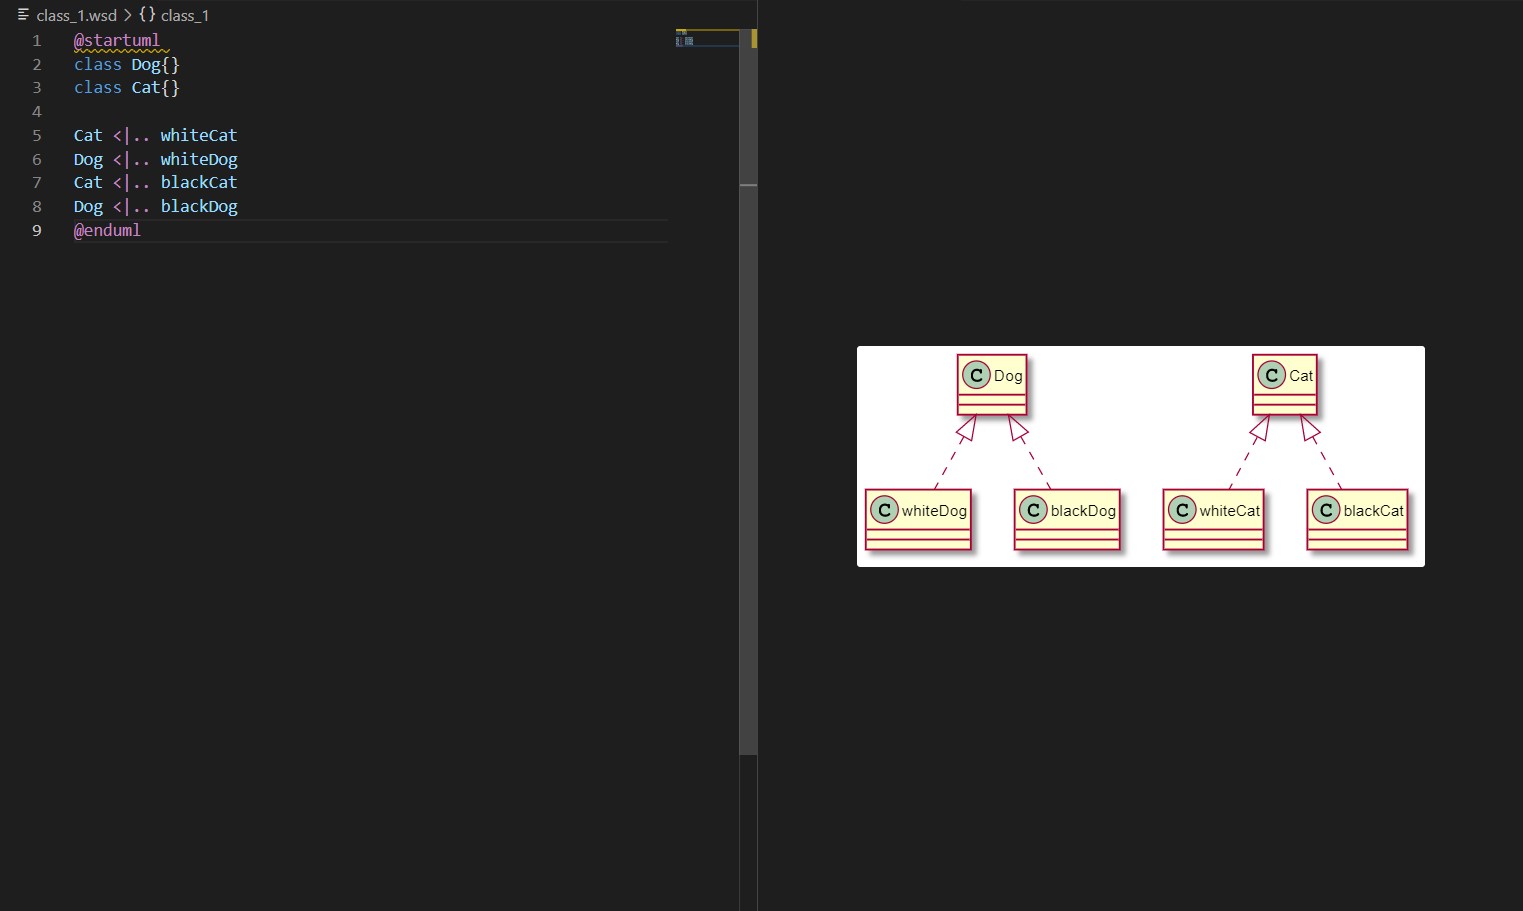 class_1.wsd > {} class_1
1 @startuml
2 class Dog{}
3 class Cat{}
4
5 Cat <|.. whiteCat
6 Dog <|.. whiteDog
7 Cat <|.. blackCat
8 Dog <|.. blackDog
9 @enduml
C Dog
C Cat
C whiteDog
C blackDog
C whiteCat
C blackCat